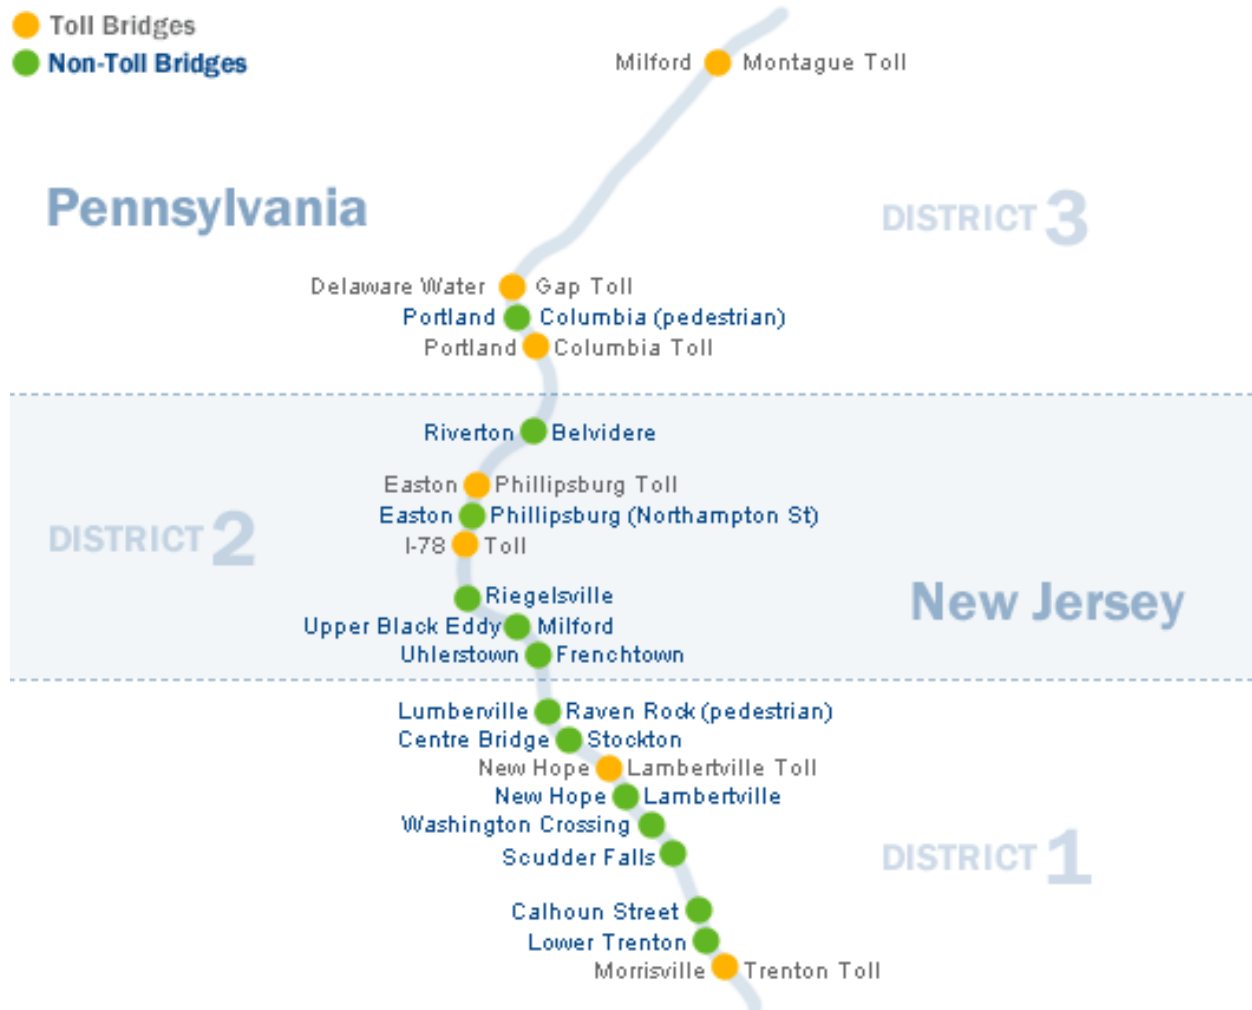 Toll Bridges
Non-Toll Bridges
Milford Montague Toll
Pennsylvania
DISTRICT 3
Delaware Water Gap Toll
Portland Columbia (pedestrian)
Portland Columbia Toll
Riverton Belvidere
Easton Phillipsburg Toll
Easton Phillipsburg (Northampton St)
DISTRICT 2
I-78 Toll
Riegelsville
New Jersey
Upper Black Eddy Milford
Uhlerstown Frenchtown
Lumberville Raven Rock (pedestrian)
Centre Bridge Stockton
New Hope Lambertville Toll
New Hope Lambertville
Washington Crossing
Scudder Falls
DISTRICT 1
Calhoun Street
Lower Trenton
Morrisville Trenton Toll